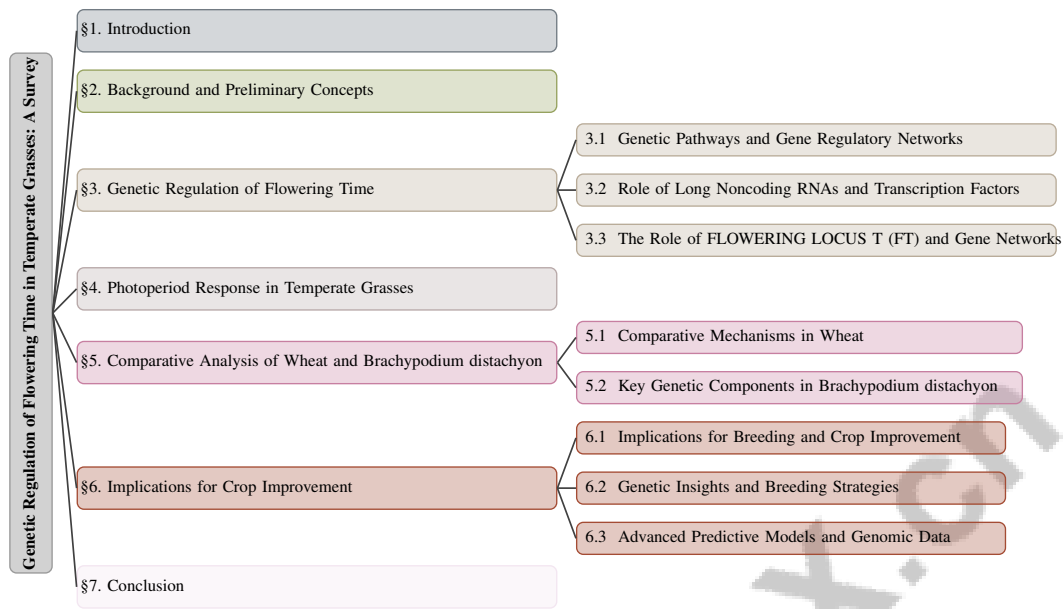 Genetic Regulation of Flowering Time in Temperate Grasses: A Survey
§1. Introduction
§2. Background and Preliminary Concepts
§3. Genetic Regulation of Flowering Time
3.1 Genetic Pathways and Gene Regulatory Networks
3.2 Role of Long Noncoding RNAs and Transcription Factors
3.3 The Role of FLOWERING LOCUS T (FT) and Gene Networks
§4. Photoperiod Response in Temperate Grasses
§5. Comparative Analysis of Wheat and Brachypodium distachyon
5.1 Comparative Mechanisms in Wheat
5.2 Key Genetic Components in Brachypodium distachyon
§6. Implications for Crop Improvement
6.1 Implications for Breeding and Crop Improvement
6.2 Genetic Insights and Breeding Strategies
6.3 Advanced Predictive Models and Genomic Data
§7. Conclusion
x.cn